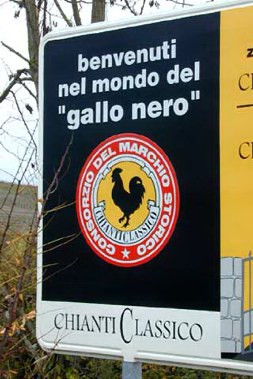 benvenuti
nel mondo del
"gallo nero"
CONSORZIO DEL MARCHIO STORICO
CHIANTI CLASSICO
CHIANTI CLASSICO